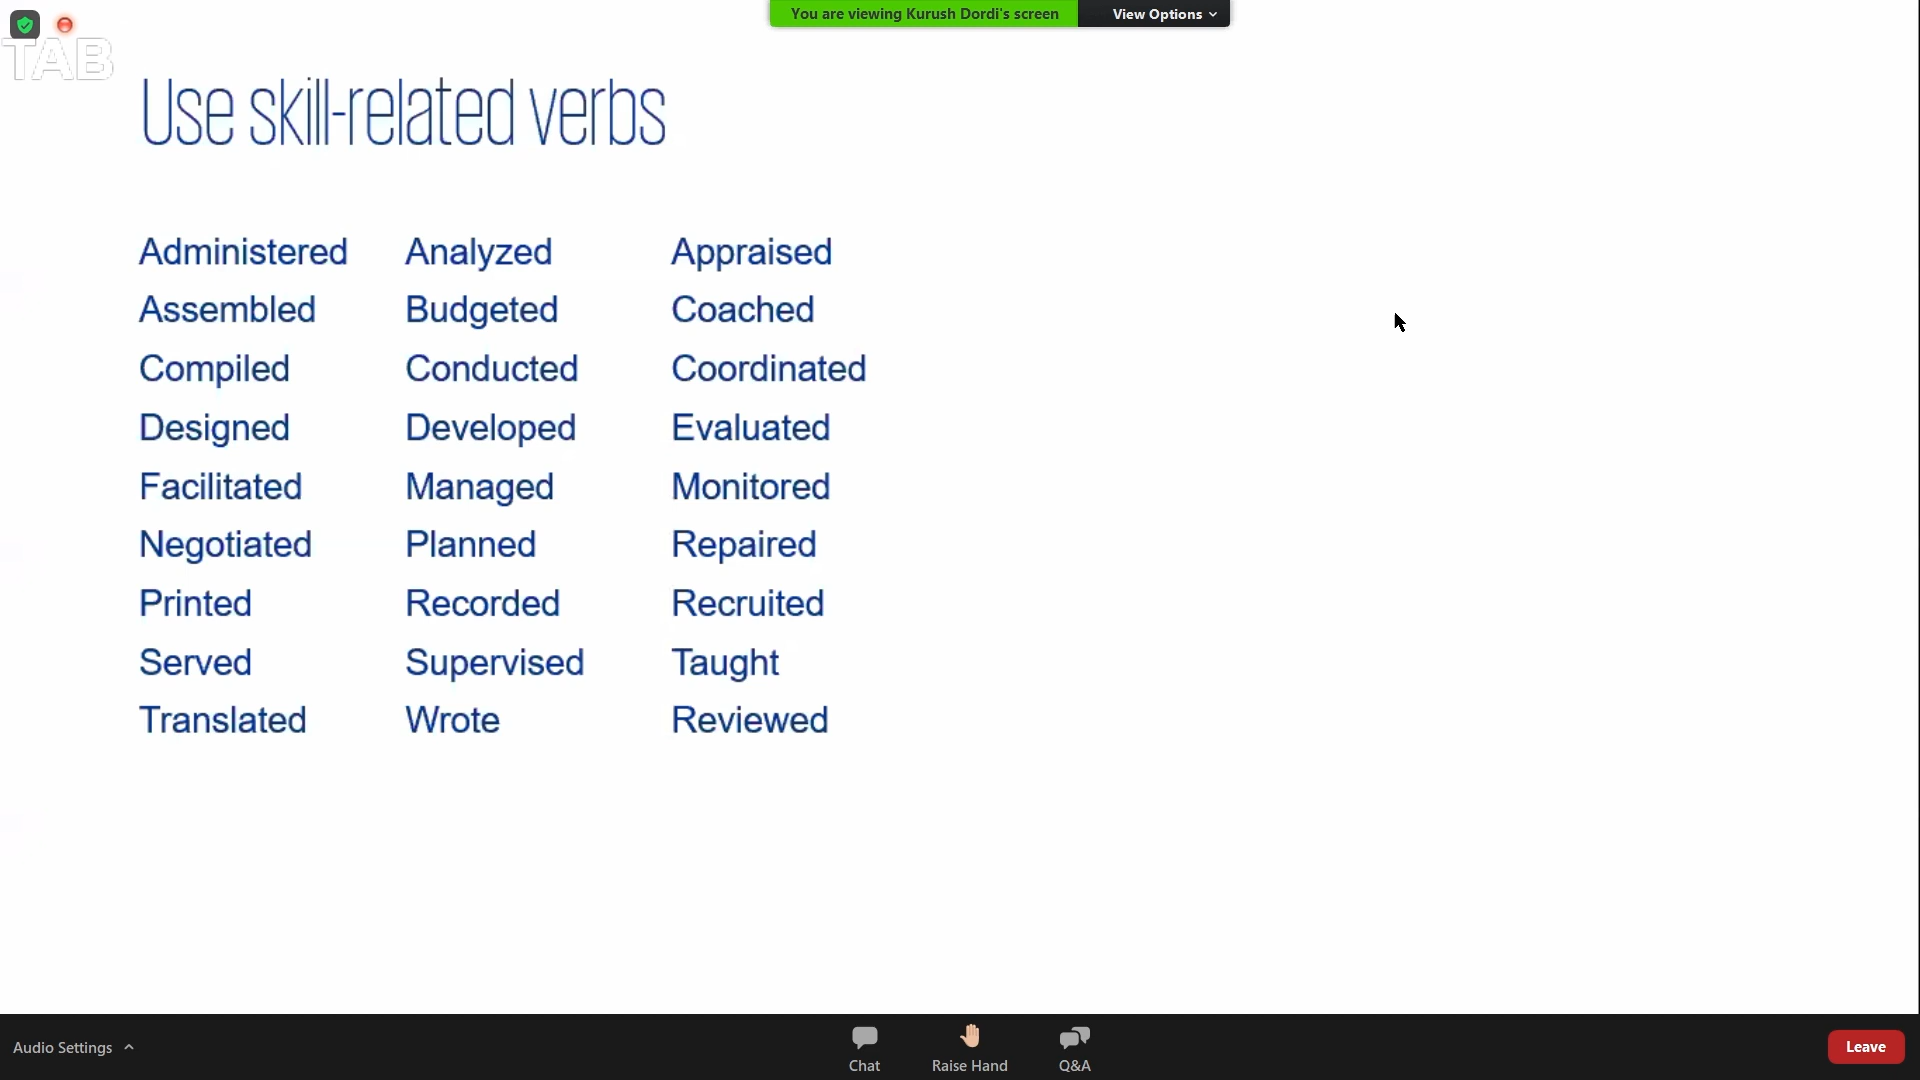 You are viewing Kurush Dordi's screen
View Options
TAB
Use skill-related verbs
Administered Analyzed Appraised
Assembled Budgeted Coached
Compiled Conducted Coordinated
Designed Developed Evaluated
Facilitated Managed Monitored
Negotiated Planned Repaired
Printed Recorded Recruited
Served Supervised Taught
Translated Wrote Reviewed
Audio Settings
Chat
Raise Hand
Q&A
Leave